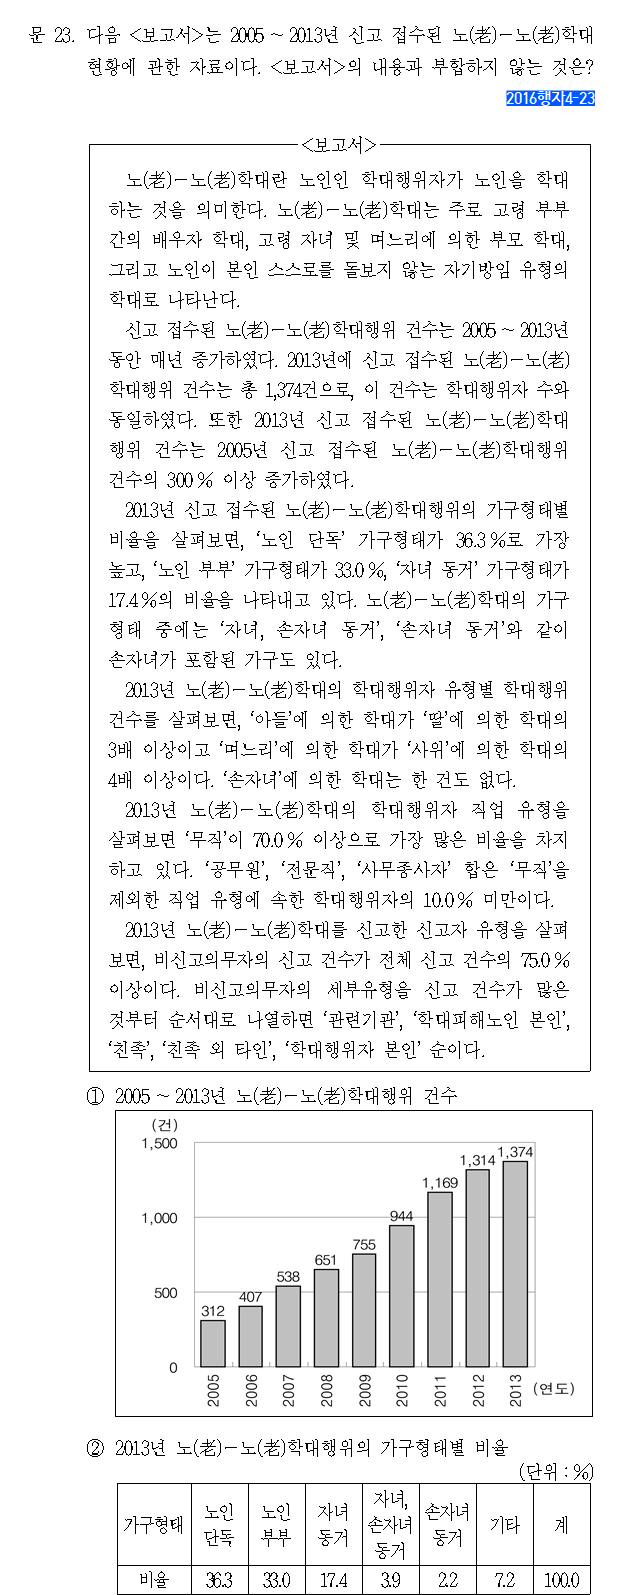 문 23. 다음 <보고서>는 2005 ~ 2013년 신고 접수된 노(老)-노(老)학대
현황에 관한 자료이다. <보고서>의 내용과 부합하지 않는 것은?
2016행자4-23
<보고서>
노(老)-노(老)학대란 노인인 학대행위자가 노인을 학대
하는 것을 의미한다. 노(老)-노(老)학대는 주로 고령 부부
간의 배우자 학대, 고령 자녀 및 며느리에 의한 부모 학대,
그리고 노인이 본인 스스로를 돌보지 않는 자기방임 유형의
학대로 나타난다.
신고 접수된 노(老)-노(老)학대행위 건수는 2005 ~ 2013년
동안 매년 증가하였다. 2013년에 신고 접수된 노(老)-노(老)
학대행위 건수는 총 1,374건으로, 이 건수는 학대행위자 수와
동일하였다. 또한 2013년 신고 접수된 노(老)-노(老)학대
행위 건수는 2005년 신고 접수된 노(老)-노(老)학대행위
건수의 300 % 이상 증가하였다.
2013년 신고 접수된 노(老)-노(老)학대행위의 가구형태별
비율을 살펴보면, ‘노인 단독’ 가구형태가 36.3 %로 가장
높고, ‘노인 부부’ 가구형태가 33.0 %, ‘자녀 동거’ 가구형태가
17.4 %의 비율을 나타내고 있다. 노(老)-노(老)학대의 가구
형태 중에는 ‘자녀, 손자녀 동거’, ‘손자녀 동거’와 같이
손자녀가 포함된 가구도 있다.
2013년 노(老)-노(老)학대의 학대행위자 유형별 학대행위
건수를 살펴보면, ‘아들’에 의한 학대가 ‘딸’에 의한 학대의
3배 이상이고 ‘며느리’에 의한 학대가 ‘사위’에 의한 학대의
4배 이상이다. ‘손자녀’에 의한 학대는 한 건도 없다.
2013년 노(老)-노(老)학대의 학대행위자 직업 유형을
살펴보면 ‘무직’이 70.0 % 이상으로 가장 많은 비율을 차지
하고 있다. ‘공무원’, ‘전문직’, ‘사무종사자’ 합은 ‘무직’을
제외한 직업 유형에 속한 학대행위자의 10.0 % 미만이다.
2013년 노(老)-노(老)학대를 신고한 신고자 유형을 살펴
보면, 비신고의무자의 신고 건수가 전체 신고 건수의 75.0 %
이상이다. 비신고의무자의 세부유형을 신고 건수가 많은
것부터 순서대로 나열하면 ‘관련기관’, ‘학대피해노인 본인’,
‘친족’, ‘친족 외 타인’, ‘학대행위자 본인’ 순이다.
① 2005 ~ 2013년 노(老)-노(老)학대행위 건수
(건)
1,500
1,000
500
0
312
407
538
651
755
944
1,169
1,314
1,374
2005
2006
2007
2008
2009
2010
2011
2012
2013
(연도)
② 2013년 노(老)-노(老)학대행위의 가구형태별 비율
(단위 : %)
가구형태 노인 단독 노인 부부 자녀 동거 자녀, 손자녀 동거 손자녀 동거 기타 계
비율 36.3 33.0 17.4 3.9 2.2 7.2 100.0